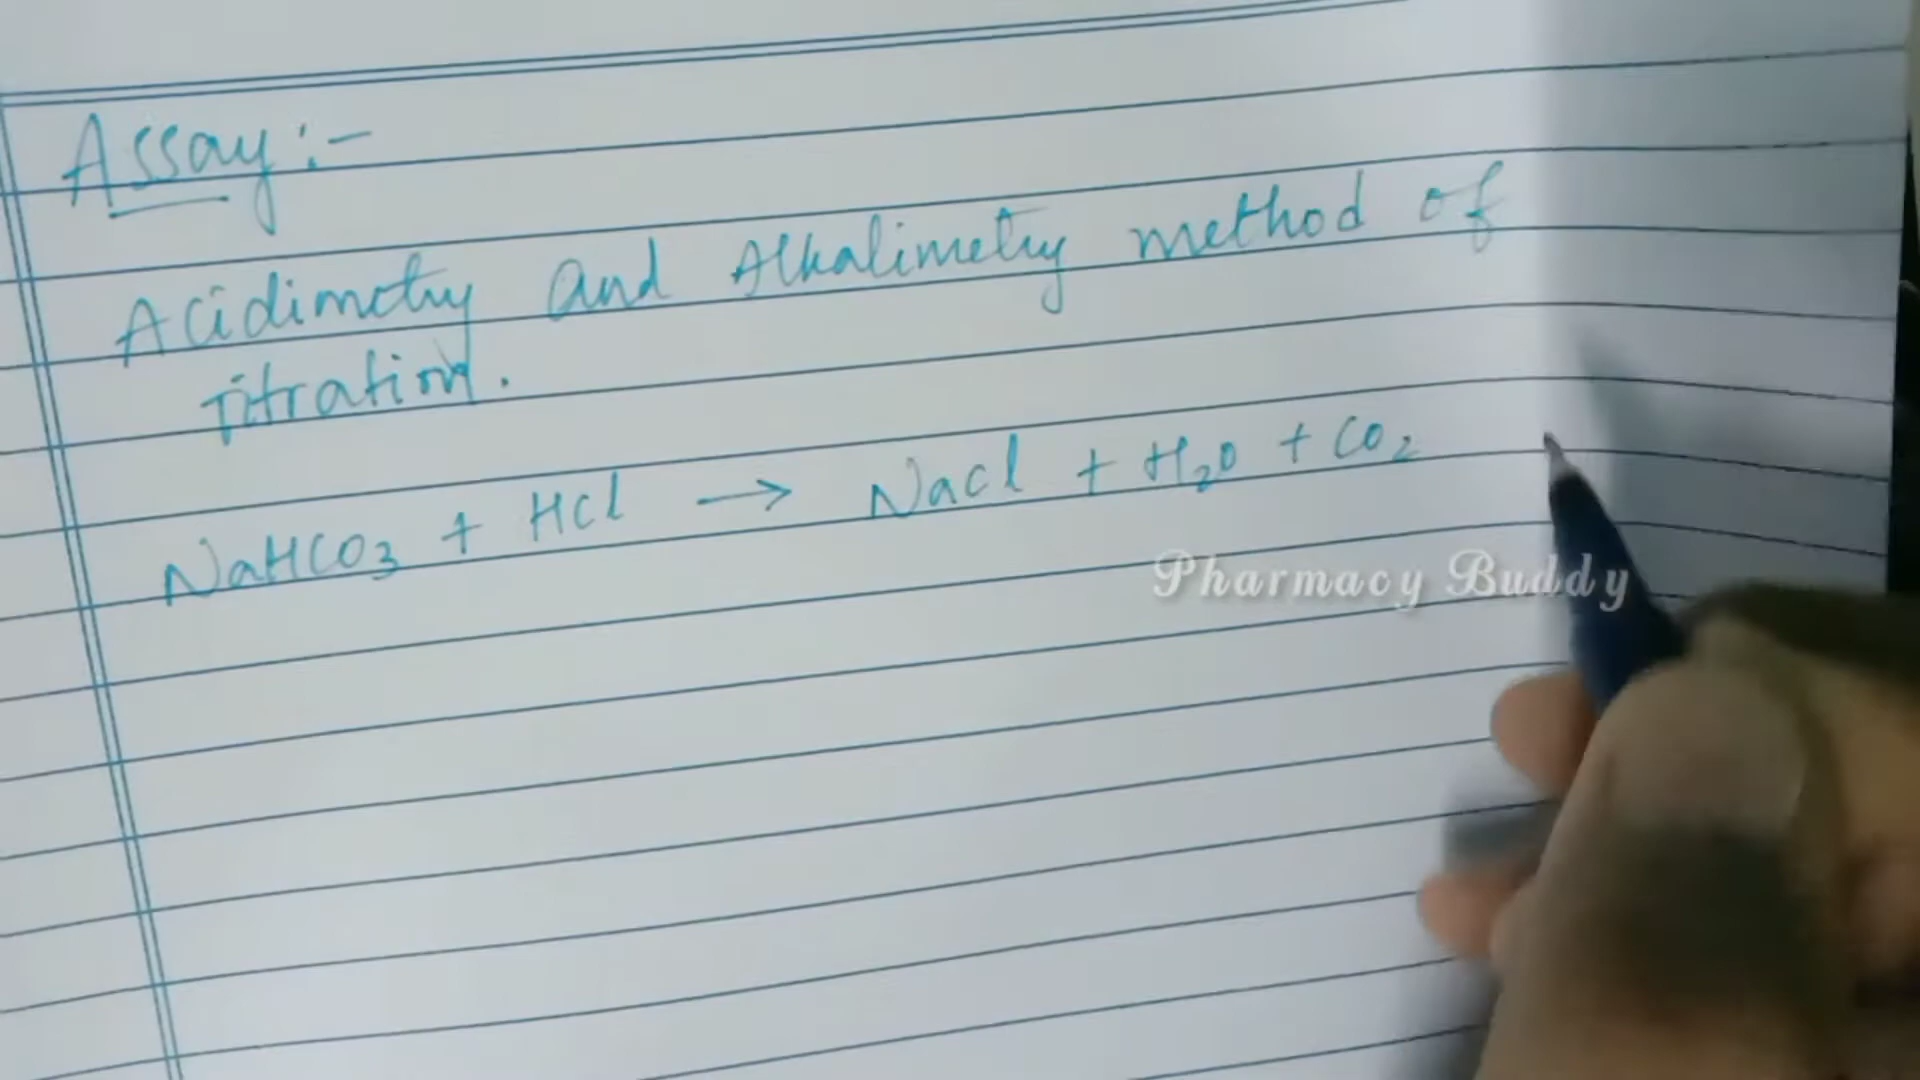 Assay:-
Acidimetry and Alkalimetry method of
Titration.
NaHCO3 + HCl → NaCl + H2O + CO2
Pharmacy Buddy